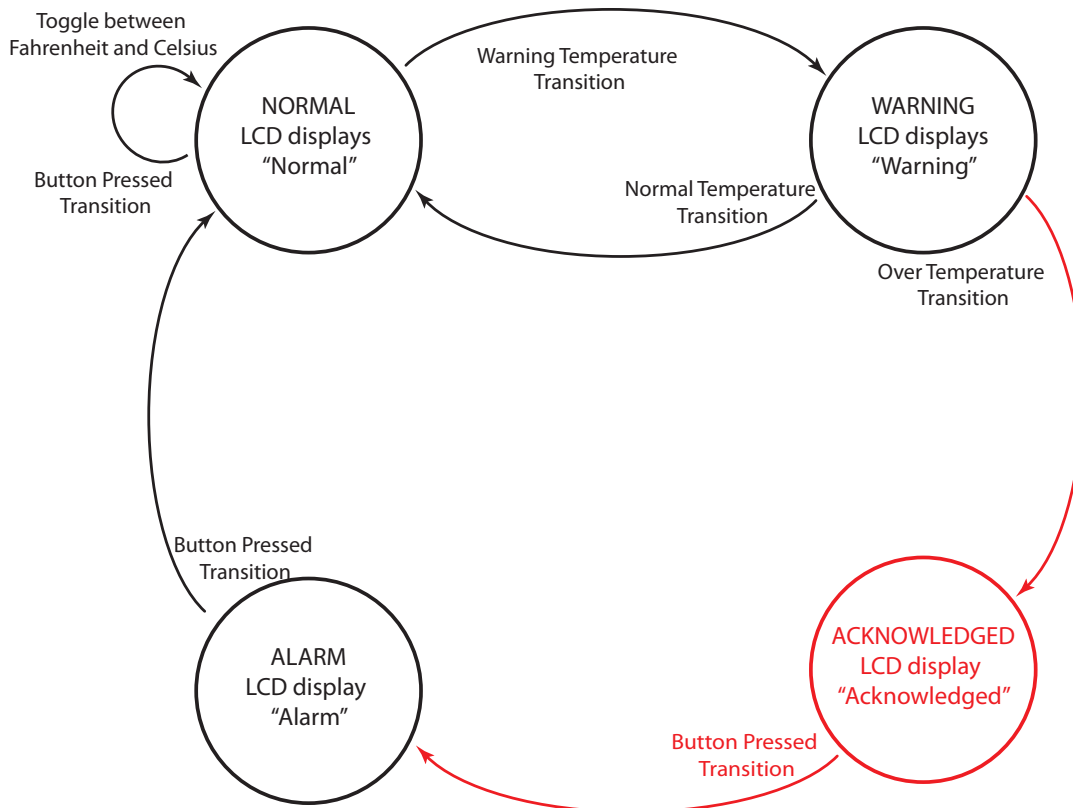 Toggle between
Fahrenheit and Celsius
Button Pressed
Transition
NORMAL
LCD displays
“Normal”
Warning Temperature
Transition
Normal Temperature
Transition
WARNING
LCD displays
“Warning”
Over Temperature
Transition
Button Pressed
Transition
ALARM
LCD display
“Alarm”
Button Pressed
Transition
ACKNOWLEDGED
LCD display
“Acknowledged”